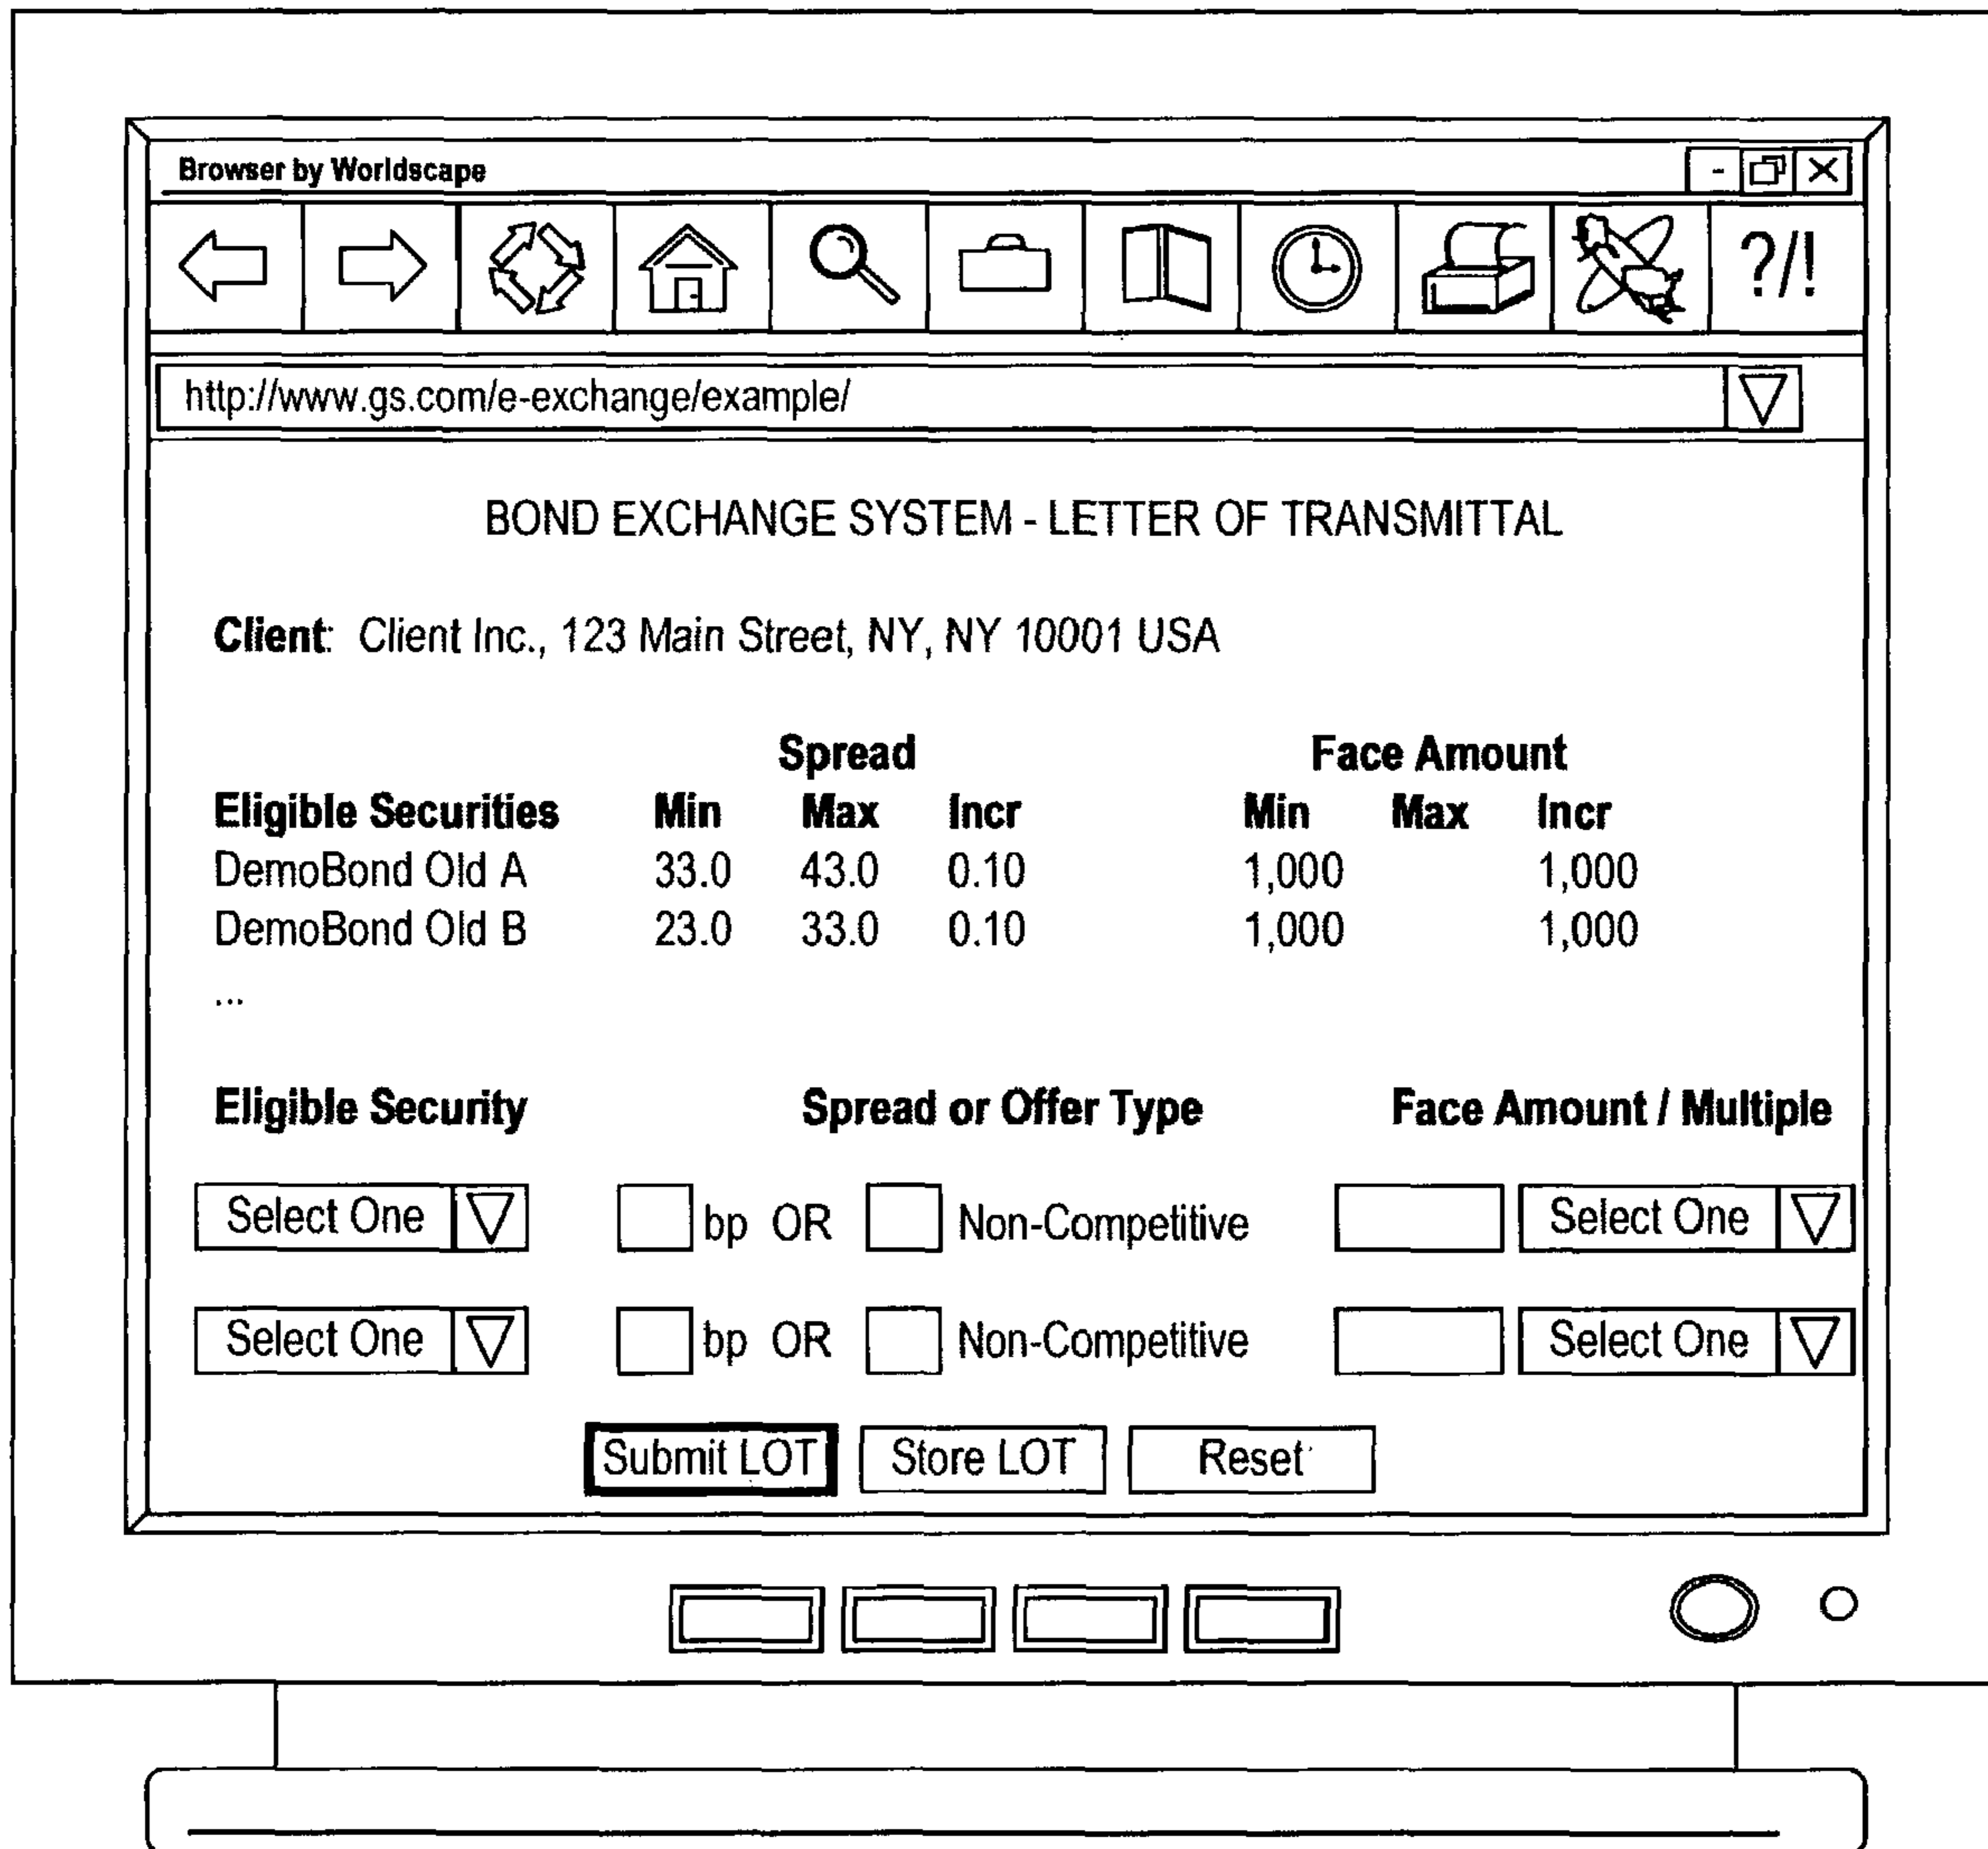 Browser by Worldscape
?/!
http://www.gs.com/e-exchange/example/
BOND EXCHANGE SYSTEM - LETTER OF TRANSMITTAL
Client: Client Inc., 123 Main Street, NY, NY 10001 USA
Spread Face Amount
Eligible Securities Min Max Incr Min Max Incr
DemoBond Old A 33.0 43.0 0.10 1,000 1,000
DemoBond Old B 23.0 33.0 0.10 1,000 1,000
...
Eligible Security Spread or Offer Type Face Amount / Multiple
Select One bp OR Non-Competitive Select One
Select One bp OR Non-Competitive Select One
Submit LOT Store LOT Reset